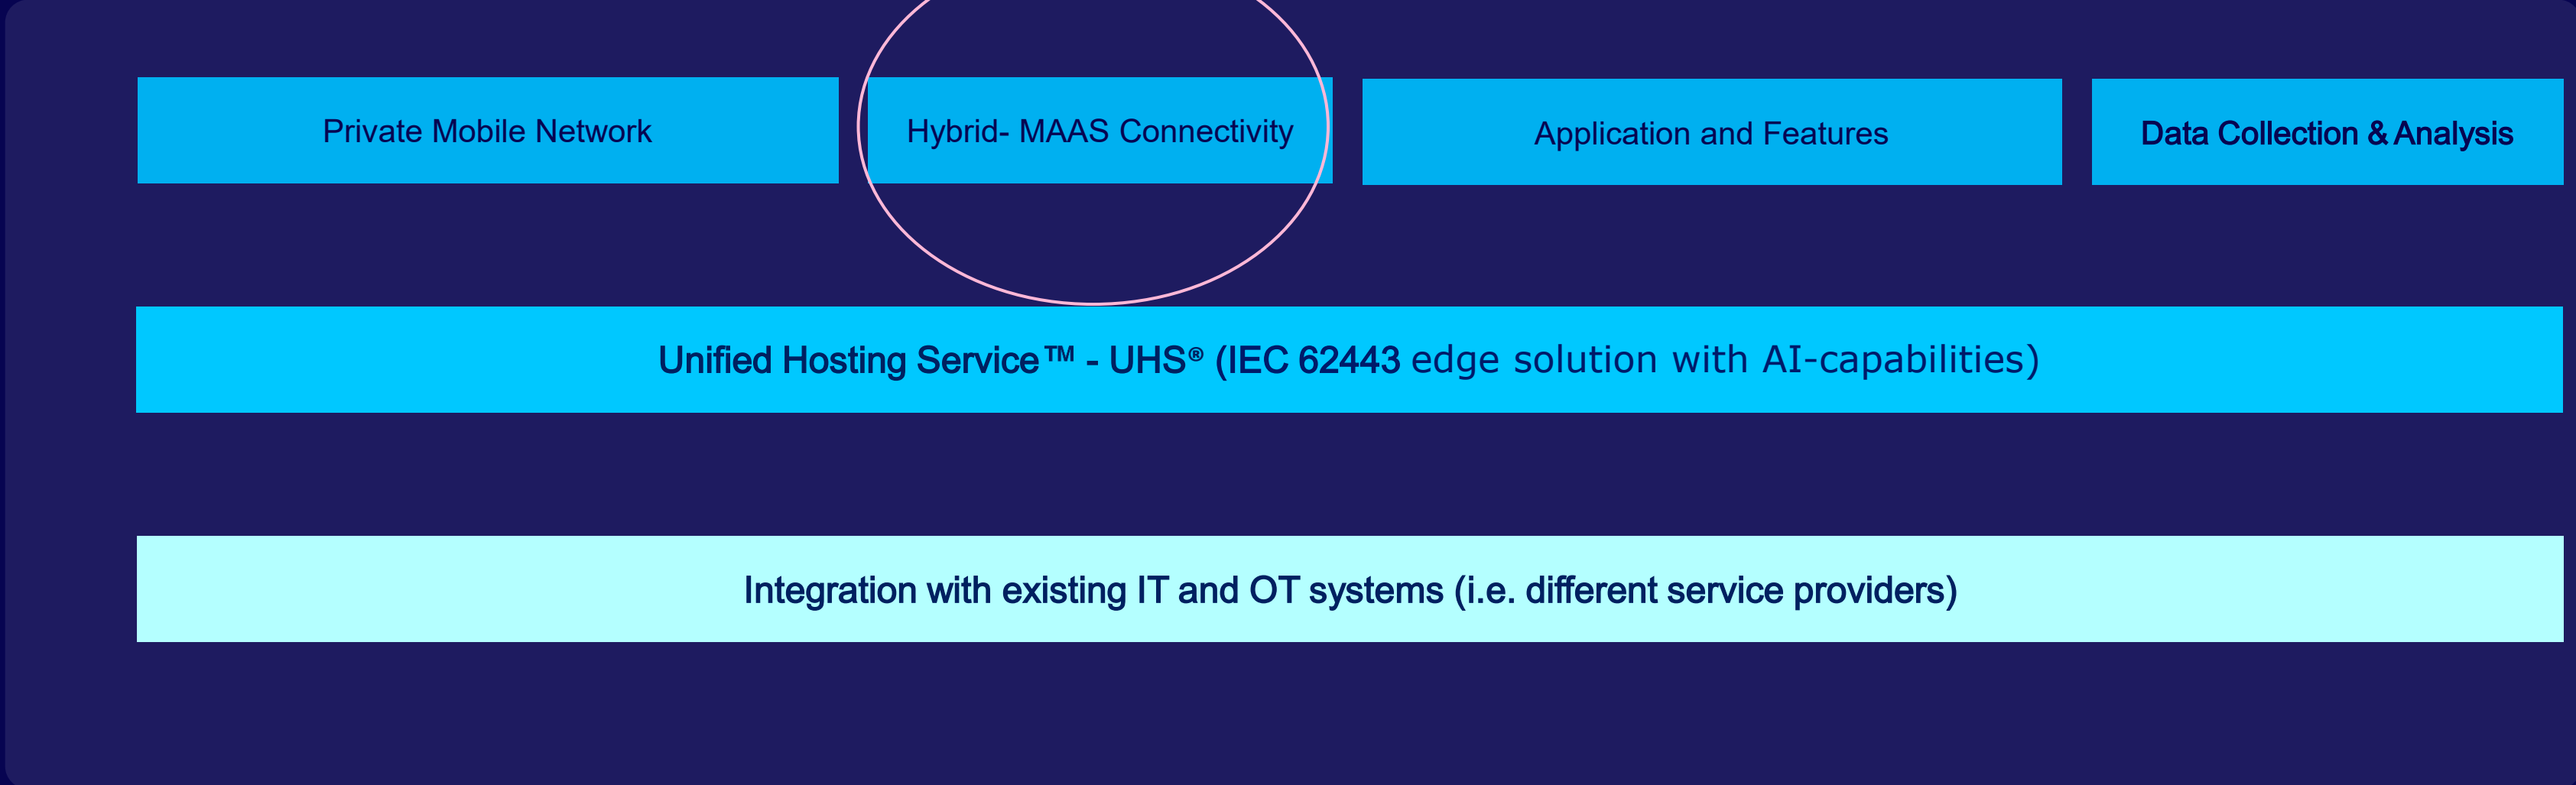 Private Mobile Network
Hybrid- MAAS Connectivity
Application and Features
Data Collection & Analysis
Unified Hosting Service™ - UHS® (IEC 62443 edge solution with AI-capabilities)
Integration with existing IT and OT systems (i.e. different service providers)